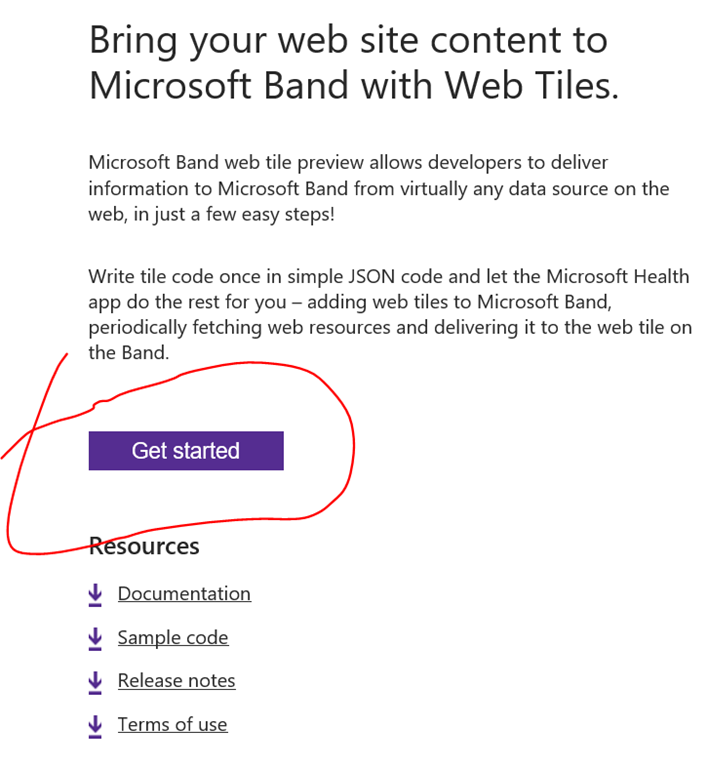 Bring your web site content to
Microsoft Band with Web Tiles.
Microsoft Band web tile preview allows developers to deliver
information to Microsoft Band from virtually any data source on the
web, in just a few easy steps!
Write tile code once in simple JSON code and let the Microsoft Health
app do the rest for you – adding web tiles to Microsoft Band,
periodically fetching web resources and delivering it to the web tile on
the Band.
Get started
Resources
Documentation
Sample code
Release notes
Terms of use